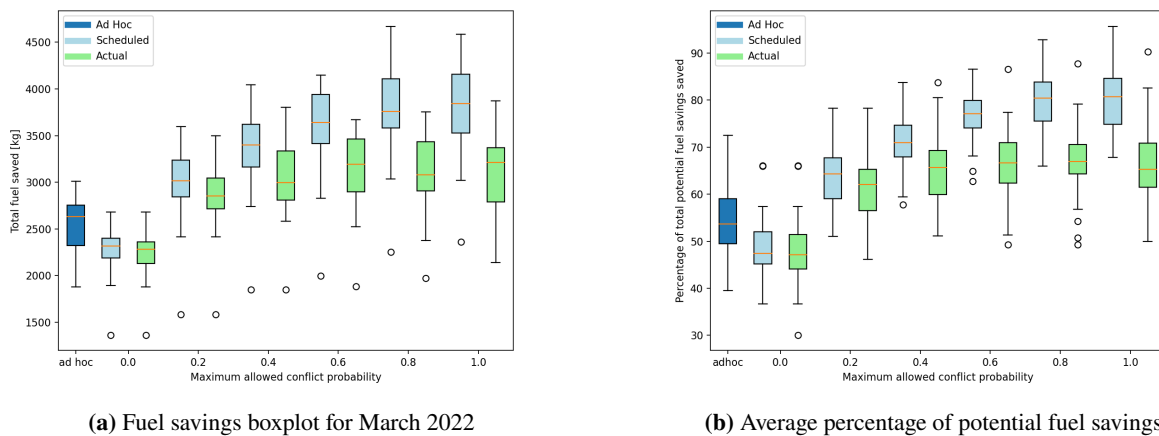 Ad Hoc
Scheduled
Actual
4500
4000
3500
3000
2500
2000
1500
Total fuel saved [kg]
ad hoc 0.0 0.2 0.4 0.6 0.8 1.0
Maximum allowed conflict probability
(a) Fuel savings boxplot for March 2022
Ad Hoc
Scheduled
Actual
90
80
70
60
50
40
30
Percentage of total potential fuel savings saved
adhoc 0.0 0.2 0.4 0.6 0.8 1.0
Maximum allowed conflict probability
(b) Average percentage of potential fuel savings